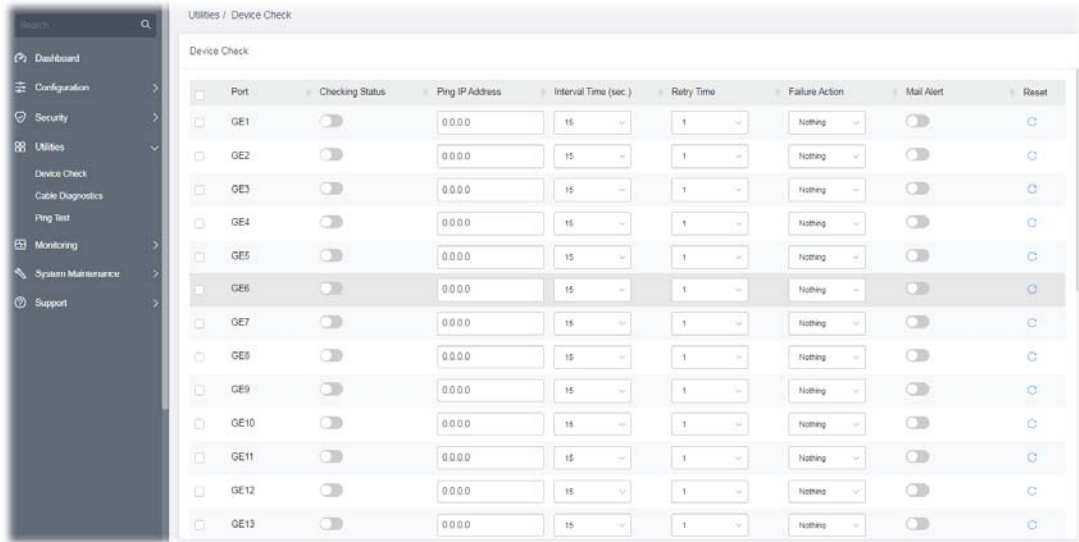 Search
Dashboard
Configuration
Security
Utilities
Device Check
Cable Diagnostics
Ping Test
Monitoring
System Maintenance
Support
Utilities / Device Check
Device Check
Port Checking Status Ping IP Address Interval Time (sec.) Retry Time Failure Action Mail Alert Reset
GE1 0.0.0.0 15 1 Nothing
GE2 0.0.0.0 15 1 Nothing
GE3 0.0.0.0 15 1 Nothing
GE4 0.0.0.0 15 1 Nothing
GE5 0.0.0.0 15 1 Nothing
GE6 0.0.0.0 15 1 Nothing
GE7 0.0.0.0 15 1 Nothing
GE8 0.0.0.0 15 1 Nothing
GE9 0.0.0.0 15 1 Nothing
GE10 0.0.0.0 15 1 Nothing
GE11 0.0.0.0 15 1 Nothing
GE12 0.0.0.0 15 1 Nothing
GE13 0.0.0.0 15 1 Nothing